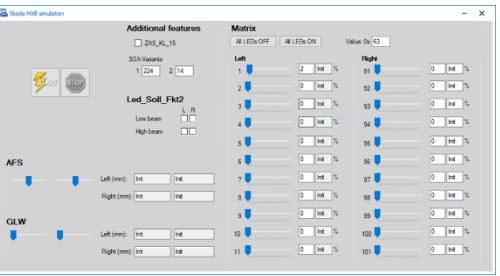 Skoda MXB simulation
Additional features
ZAS_KL_15
SOA Variante
1: 224 2: 14
START STOP
Led_Soll_Fkt2
L R
Low beam
High beam
AFS
Left (mm): Init Init
Right (mm): Init Init
GLW
Left (mm): Init Init
Right (mm): Init Init
Matrix
All LEDs OFF All LEDs ON Value: 0x 63
Left Right
1 2 Init % 91 0 Init %
2 0 Init % 92 0 Init %
3 0 Init % 93 0 Init %
4 0 Init % 94 0 Init %
5 0 Init % 95 0 Init %
6 0 Init % 96 0 Init %
7 0 Init % 97 0 Init %
8 0 Init % 98 0 Init %
9 0 Init % 99 0 Init %
10 0 Init % 100 0 Init %
11 0 Init % 101 0 Init %